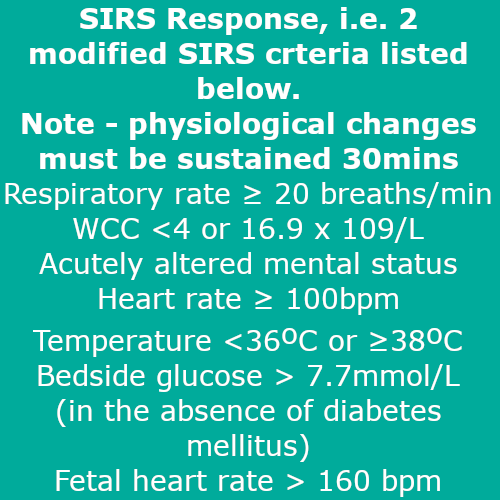 SIRS Response, i.e. 2
modified SIRS crteria listed
below.
Note - physiological changes
must be sustained 30mins
Respiratory rate ≥ 20 breaths/min
WCC <4 or 16.9 x 109/L
Acutely altered mental status
Heart rate ≥ 100bpm
Temperature <36ºC or ≥38ºC
Bedside glucose > 7.7mmol/L
(in the absence of diabetes
mellitus)
Fetal heart rate > 160 bpm